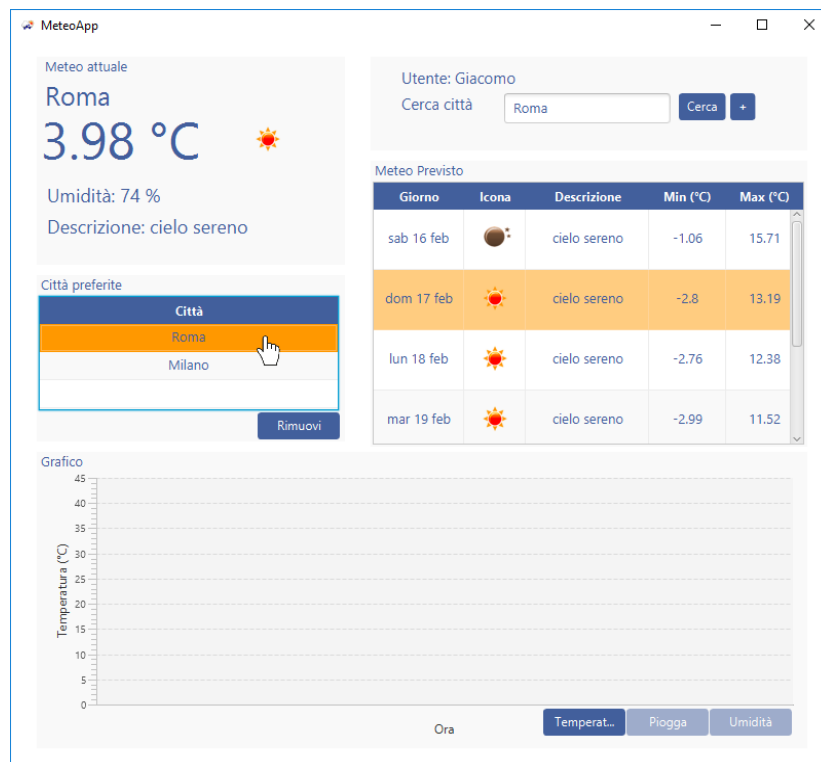 MeteoApp
Meteo attuale
Roma
3.98 °C
Umidità: 74 %
Descrizione: cielo sereno
Utente: Giacomo
Cerca città Roma Cerca +
Città preferite
Città
Roma
Milano
Rimuovi
Meteo Previsto
Giorno Icona Descrizione Min (°C) Max (°C)
sab 16 feb cielo sereno -1.06 15.71
dom 17 feb cielo sereno -2.8 13.19
lun 18 feb cielo sereno -2.76 12.38
mar 19 feb cielo sereno -2.99 11.52
Grafico
Temperatura (°C)
45
40
35
30
25
20
15
10
5
0
Ora
Temperat... Piogga Umidità